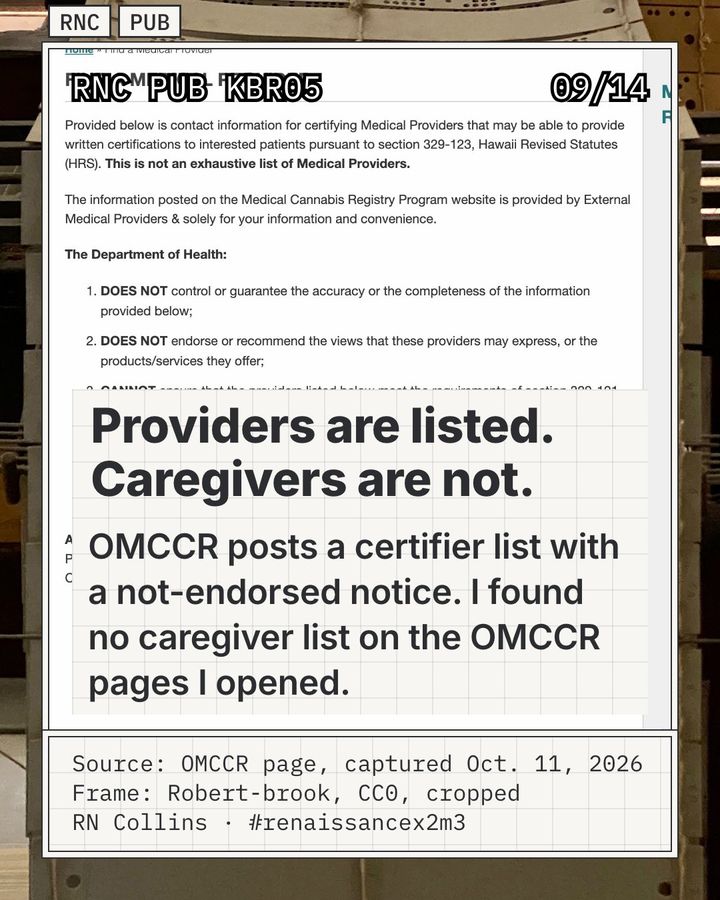 RNC PUB
Home » Find a Medical Provider
RNC PUB KBR05 09/14
Provided below is contact information for certifying Medical Providers that may be able to provide
written certifications to interested patients pursuant to section 329-123, Hawaii Revised Statutes
(HRS). This is not an exhaustive list of Medical Providers.
The information posted on the Medical Cannabis Registry Program website is provided by External
Medical Providers & solely for your information and convenience.
The Department of Health:
1. DOES NOT control or guarantee the accuracy or the completeness of the information
provided below;
2. DOES NOT endorse or recommend the views that these providers may express, or the
products/services they offer;
Providers are listed.
Caregivers are not.
OMCCR posts a certifier list with
a not-endorsed notice. I found
no caregiver list on the OMCCR
pages I opened.
Source: OMCCR page, captured Oct. 11, 2026
Frame: Robert-brook, CC0, cropped
RN Collins · #renaissancex2m3